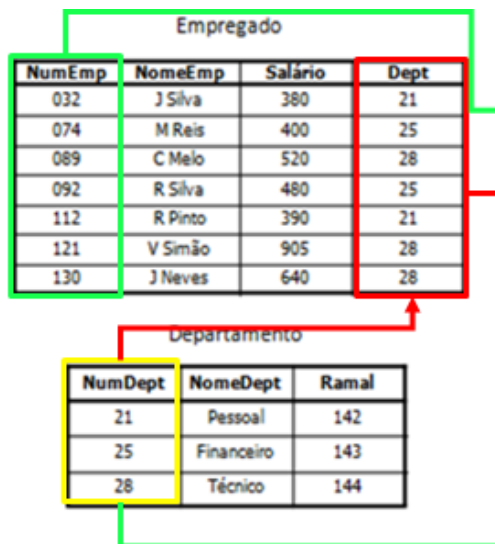 Empregado
NumEmp NomeEmp Salário Dept
032 J Silva 380 21
074 M Reis 400 25
089 C Melo 520 28
092 R Silva 480 25
112 R Pinto 390 21
121 V Simão 905 28
130 J Neves 640 28
Departamento
NumDept NomeDept Ramal
21 Pessoal 142
25 Financeiro 143
28 Técnico 144